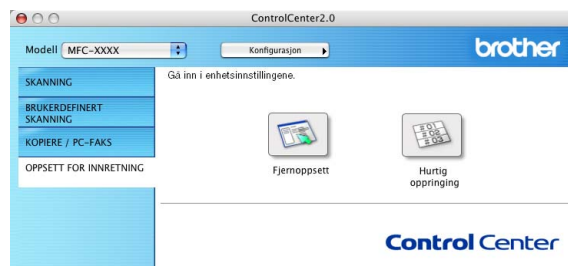 ControlCenter2.0
Modell MFC-XXXX Konfigurasjon brother
SKANNING
BRUKERDEFINERT
SKANNING
KOPIERE / PC-FAKS
OPPSETT FOR INNRETNING
Gå inn i enhetsinnstillingene.
Fjernoppsett
Hurtig
oppringing
Control Center